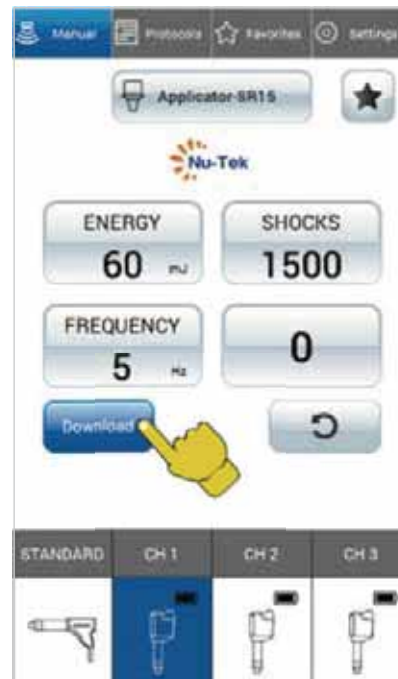 Manual Protocols Favorites Settings
Applicator-SR15
Nu-Tek
ENERGY SHOCKS
60 mJ 1500
FREQUENCY
5 Hz 0
Download
STANDARD CH 1 CH 2 CH 3